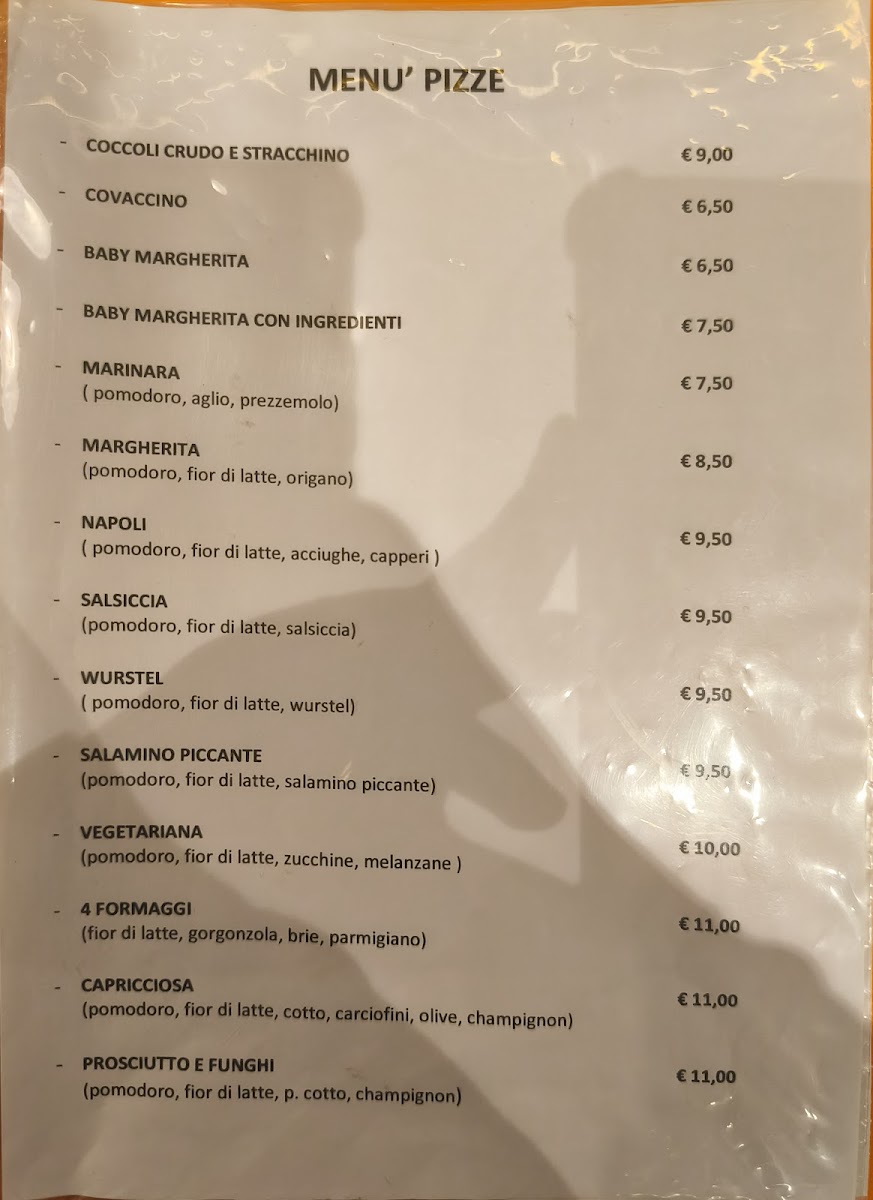 MENU' PIZZE
- COCCOLI CRUDO E STRACCHINO € 9,00
- COVACCINO € 6,50
- BABY MARGHERITA € 6,50
- BABY MARGHERITA CON INGREDIENTI € 7,50
- MARINARA € 7,50
( pomodoro, aglio, prezzemolo)
- MARGHERITA € 8,50
(pomodoro, fior di latte, origano)
- NAPOLI € 9,50
( pomodoro, fior di latte, acciughe, capperi )
- SALSICCIA € 9,50
(pomodoro, fior di latte, salsiccia)
- WURSTEL € 9,50
( pomodoro, fior di latte, wurstel)
- SALAMINO PICCANTE € 9,50
(pomodoro, fior di latte, salamino piccante)
- VEGETARIANA € 10,00
(pomodoro, fior di latte, zucchine, melanzane )
- 4 FORMAGGI € 11,00
(fior di latte, gorgonzola, brie, parmigiano)
- CAPRICCIOSA € 11,00
(pomodoro, fior di latte, cotto, carciofini, olive, champignon)
- PROSCIUTTO E FUNGHI € 11,00
(pomodoro, fior di latte, p. cotto, champignon)